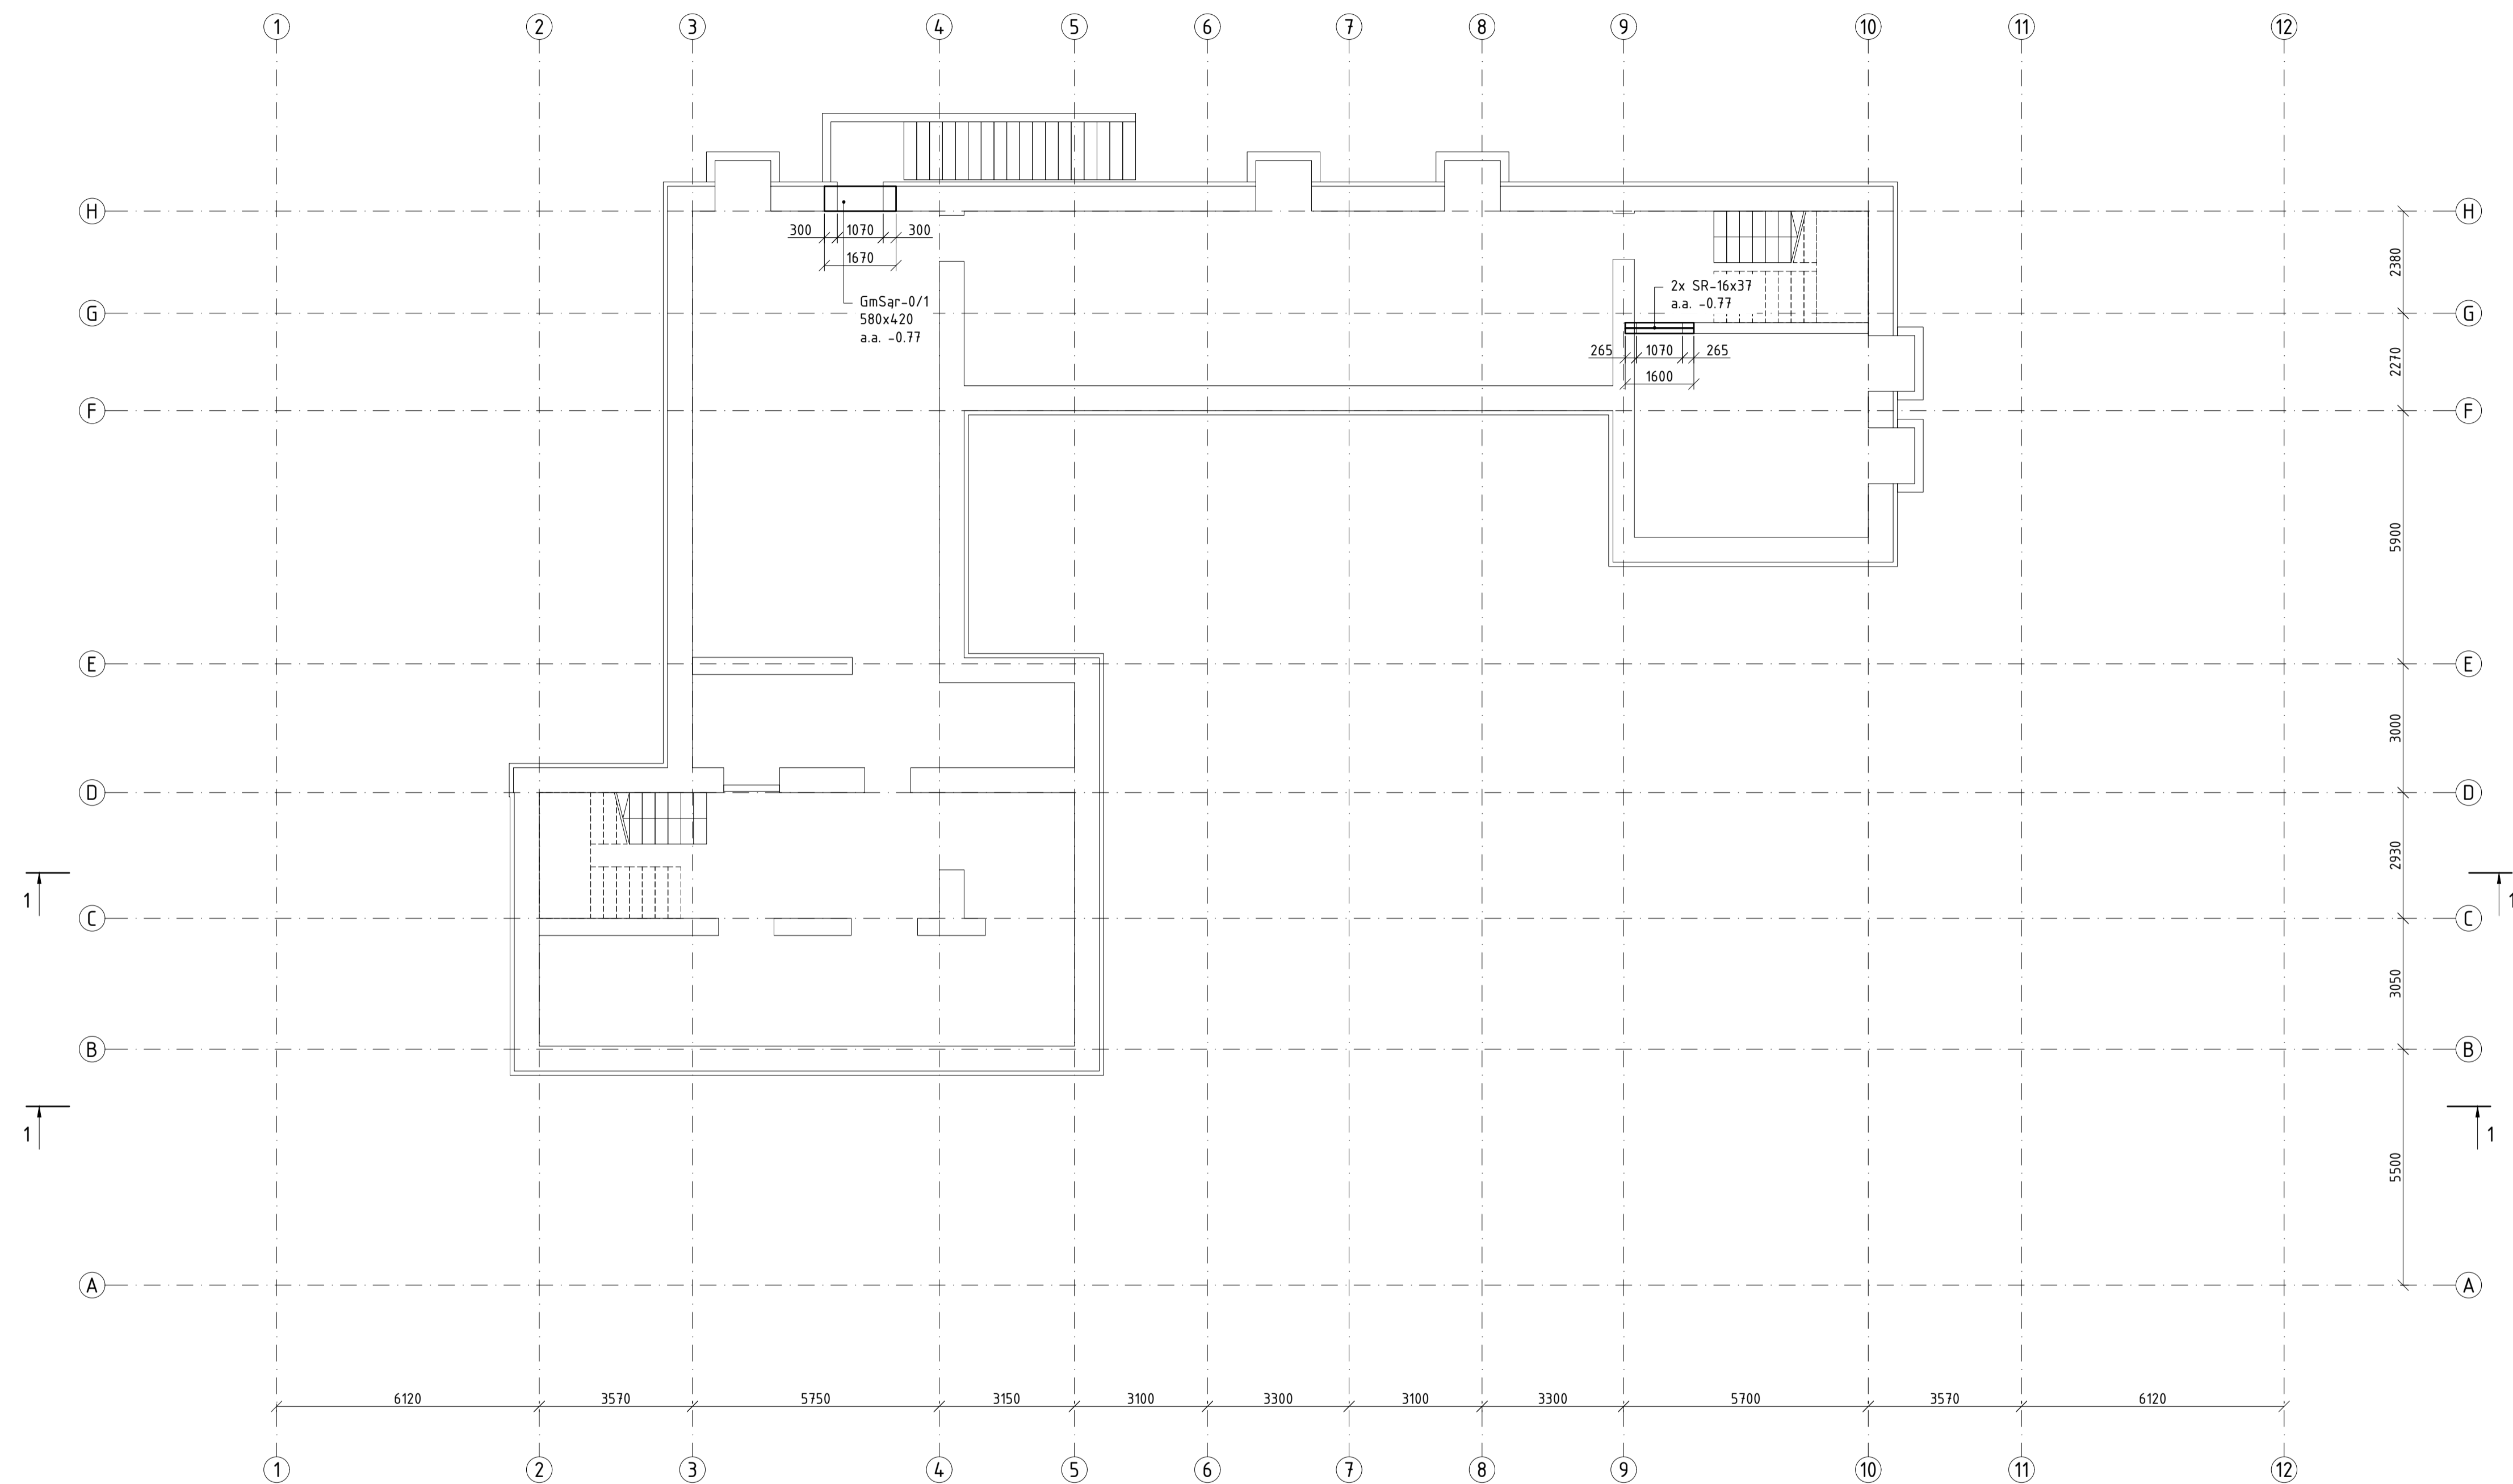 1 2 3 4 5 6 7 8 9 10 11 12
H H
300 1070 300
1670
2380
GmSąr-0/1
580x420
a.a. -0.77
2x SR-16x37
a.a. -0.77
G G
265 1070 265
1600
2270
F F
5900
E E
3000
D D
2930
1 1
C C
3050
B B
1 1
5500
A A
6120 3570 5750 3150 3100 3300 3100 3300 5700 3570 6120
1 2 3 4 5 6 7 8 9 10 11 12